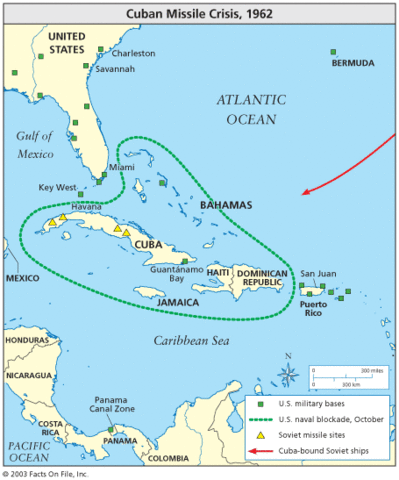 Cuban Missile Crisis, 1962
UNITED
STATES
Charleston
Savannah
BERMUDA
ATLANTIC
OCEAN
Gulf of
Mexico
Miami
Key West
BAHAMAS
Havana
CUBA
Guantánamo
Bay
HAITI
DOMINICAN
REPUBLIC
San Juan
Puerto
Rico
MEXICO
JAMAICA
Caribbean Sea
HONDURAS
NICARAGUA
N
0 300 miles
0 300 km
Panama
Canal Zone
COSTA
RICA
PANAMA
PACIFIC
OCEAN
COLOMBIA
U.S. military bases
U.S. naval blockade, October
Soviet missile sites
Cuba-bound Soviet ships
© 2003 Facts On File, Inc.